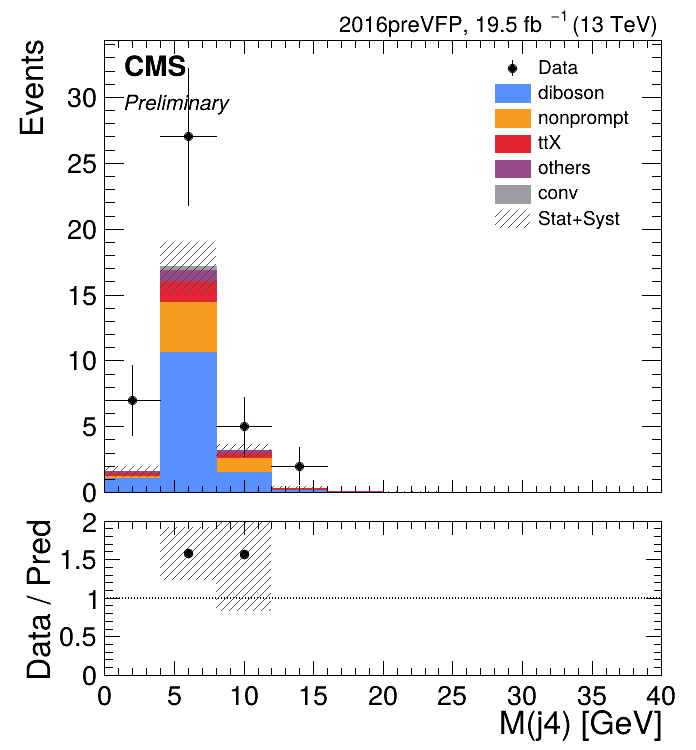 2016preVFP, 19.5 fb⁻¹ (13 TeV)
CMS
Preliminary
Events
Data
diboson
nonprompt
ttX
others
conv
Stat+Syst
30
25
20
15
10
5
0
Data / Pred
2
1.5
1
0.5
0
0 5 10 15 20 25 30 35 40
M(j4) [GeV]